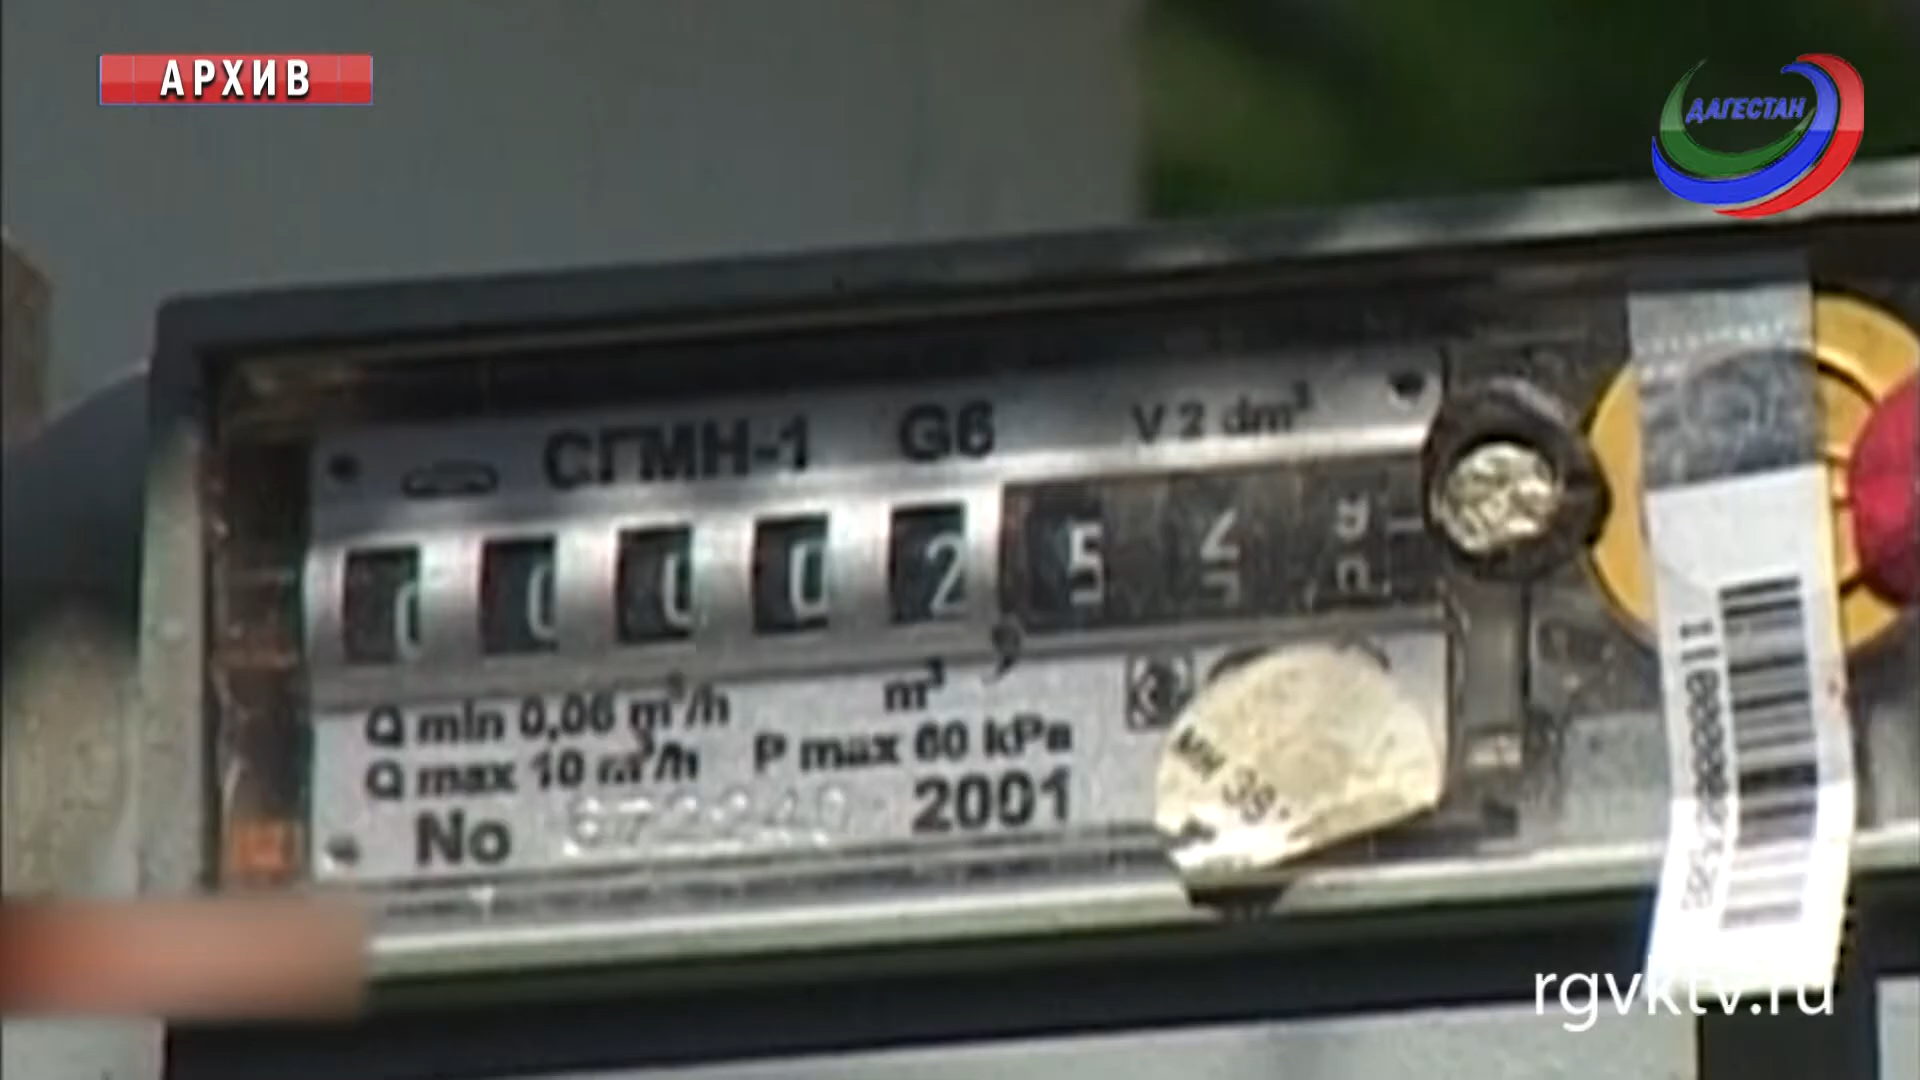 АРХИВ
ДАГЕСТАН
СГМН-1 G6 V 2 dm³
0 0 0 0 2 5
Q min 0,06 m³/h m³
Q max 10 m³/h P max 60 kPa
No 2001
rgvktv.ru